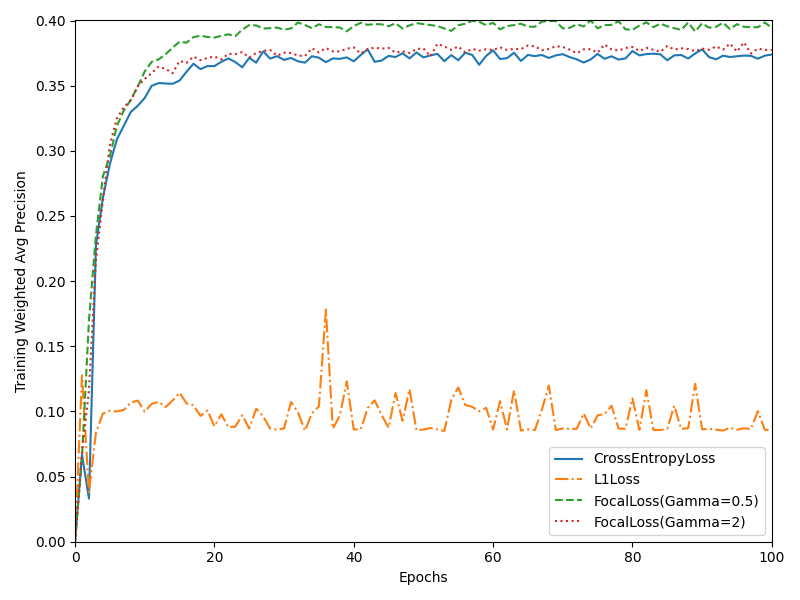 0.40
0.35
0.30
0.25
0.20
0.15
0.10
0.05
0.00
Training Weighted Avg Precision
0 20 40 60 80 100
Epochs
CrossEntropyLoss
L1Loss
FocalLoss(Gamma=0.5)
FocalLoss(Gamma=2)